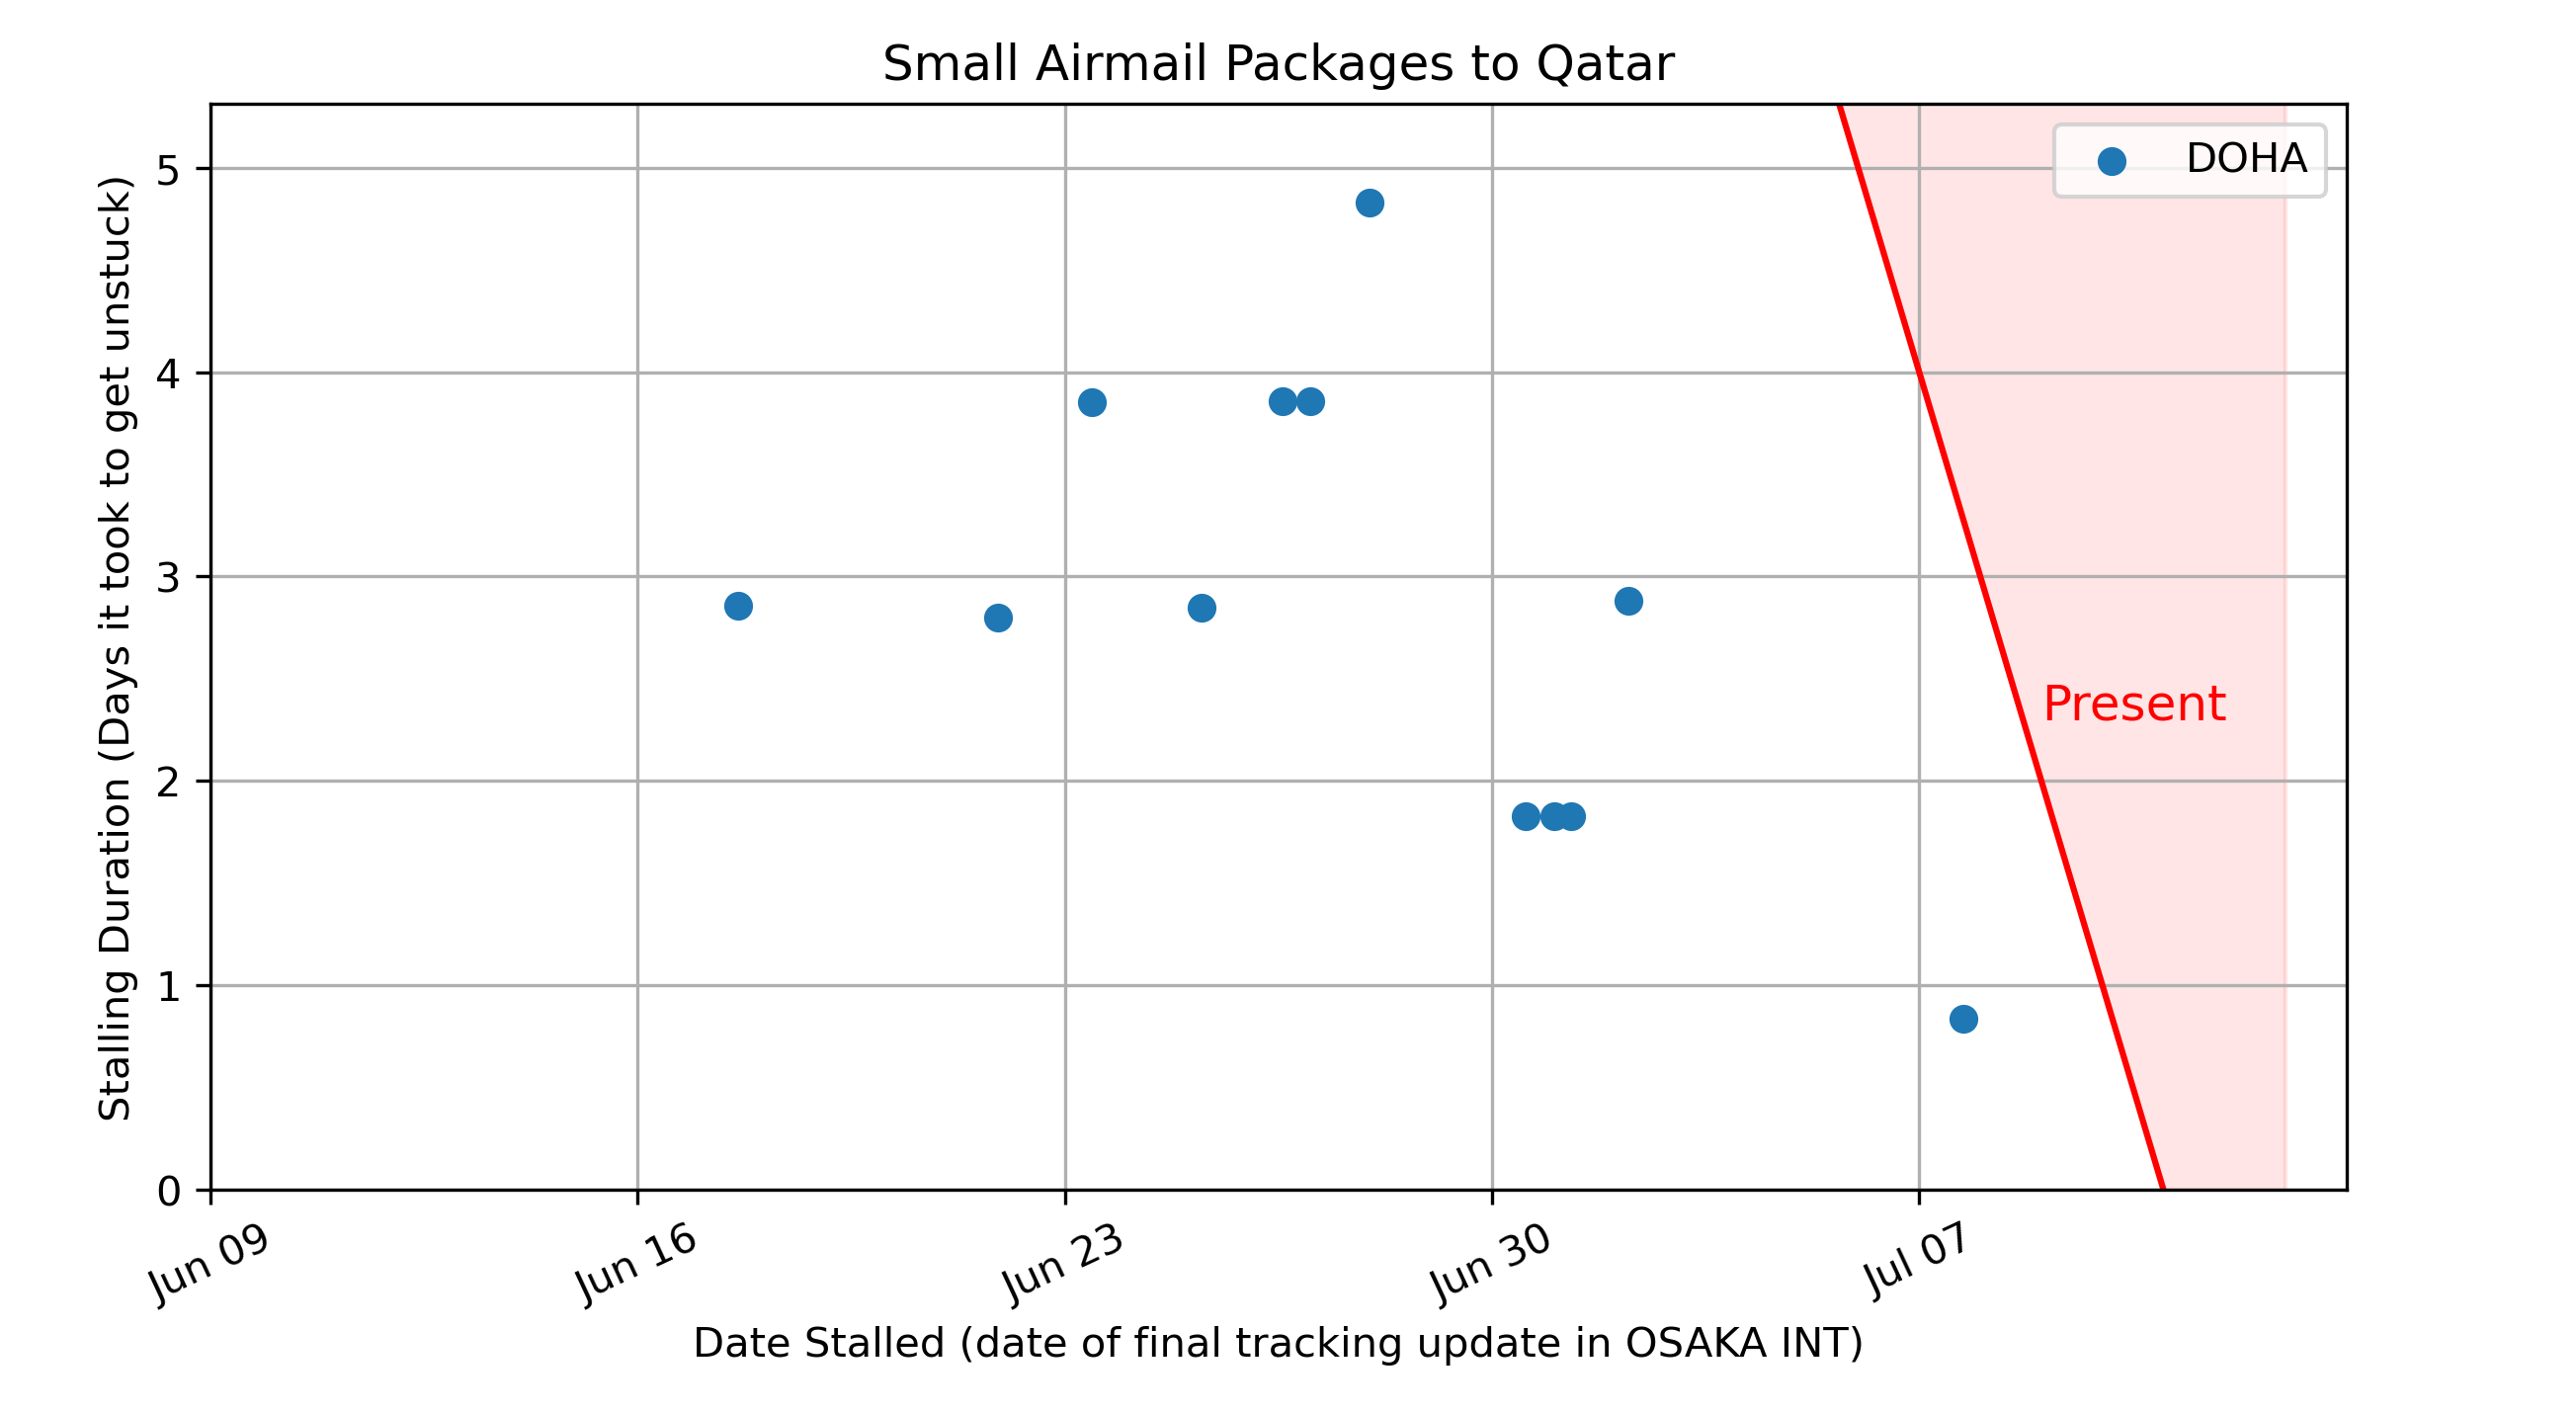 Small Airmail Packages to Qatar
DOHA
Present
Stalling Duration (Days it took to get unstuck)
5
4
3
2
1
0
Jun 09
Jun 16
Jun 23
Jun 30
Jul 07
Date Stalled (date of final tracking update in OSAKA INT)